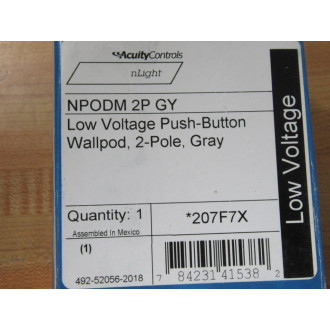 AcuityControls
nLight
NPODM 2P GY
Low Voltage Push-Button
Wallpod, 2-Pole, Gray
Low Voltage
Quantity: 1
Assembled In Mexico
*207F7X
(1)
492-52056-2018
7 84231 41538 2